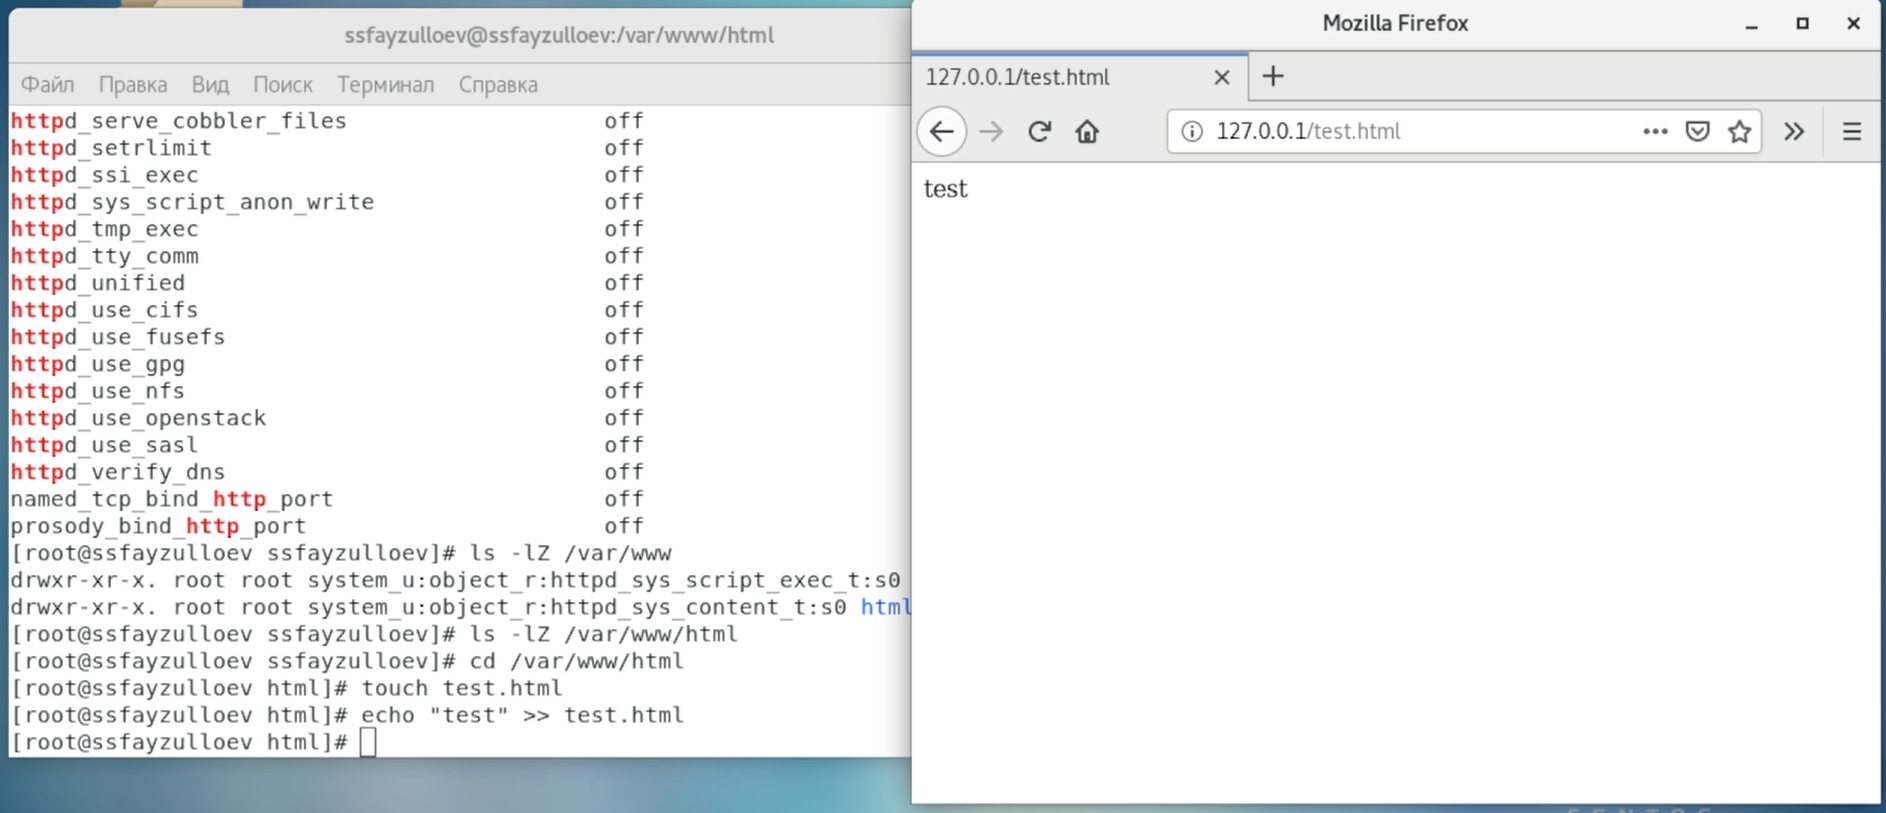 ssfayzulloev@ssfayzulloev:/var/www/html
Файл Правка Вид Поиск Терминал Справка
httpd_serve_cobbler_files off
httpd_setrlimit off
httpd_ssi_exec off
httpd_sys_script_anon_write off
httpd_tmp_exec off
httpd_tty_comm off
httpd_unified off
httpd_use_cifs off
httpd_use_fusefs off
httpd_use_gpg off
httpd_use_nfs off
httpd_use_openstack off
httpd_use_sasl off
httpd_verify_dns off
named_tcp_bind_http_port off
prosody_bind_http_port off
[root@ssfayzulloev ssfayzulloev]# ls -lZ /var/www
drwxr-xr-x. root root system_u:object_r:httpd_sys_script_exec_t:s0
drwxr-xr-x. root root system_u:object_r:httpd_sys_content_t:s0 html
[root@ssfayzulloev ssfayzulloev]# ls -lZ /var/www/html
[root@ssfayzulloev ssfayzulloev]# cd /var/www/html
[root@ssfayzulloev html]# touch test.html
[root@ssfayzulloev html]# echo "test" >> test.html
[root@ssfayzulloev html]#
Mozilla Firefox
127.0.0.1/test.html
127.0.0.1/test.html
test